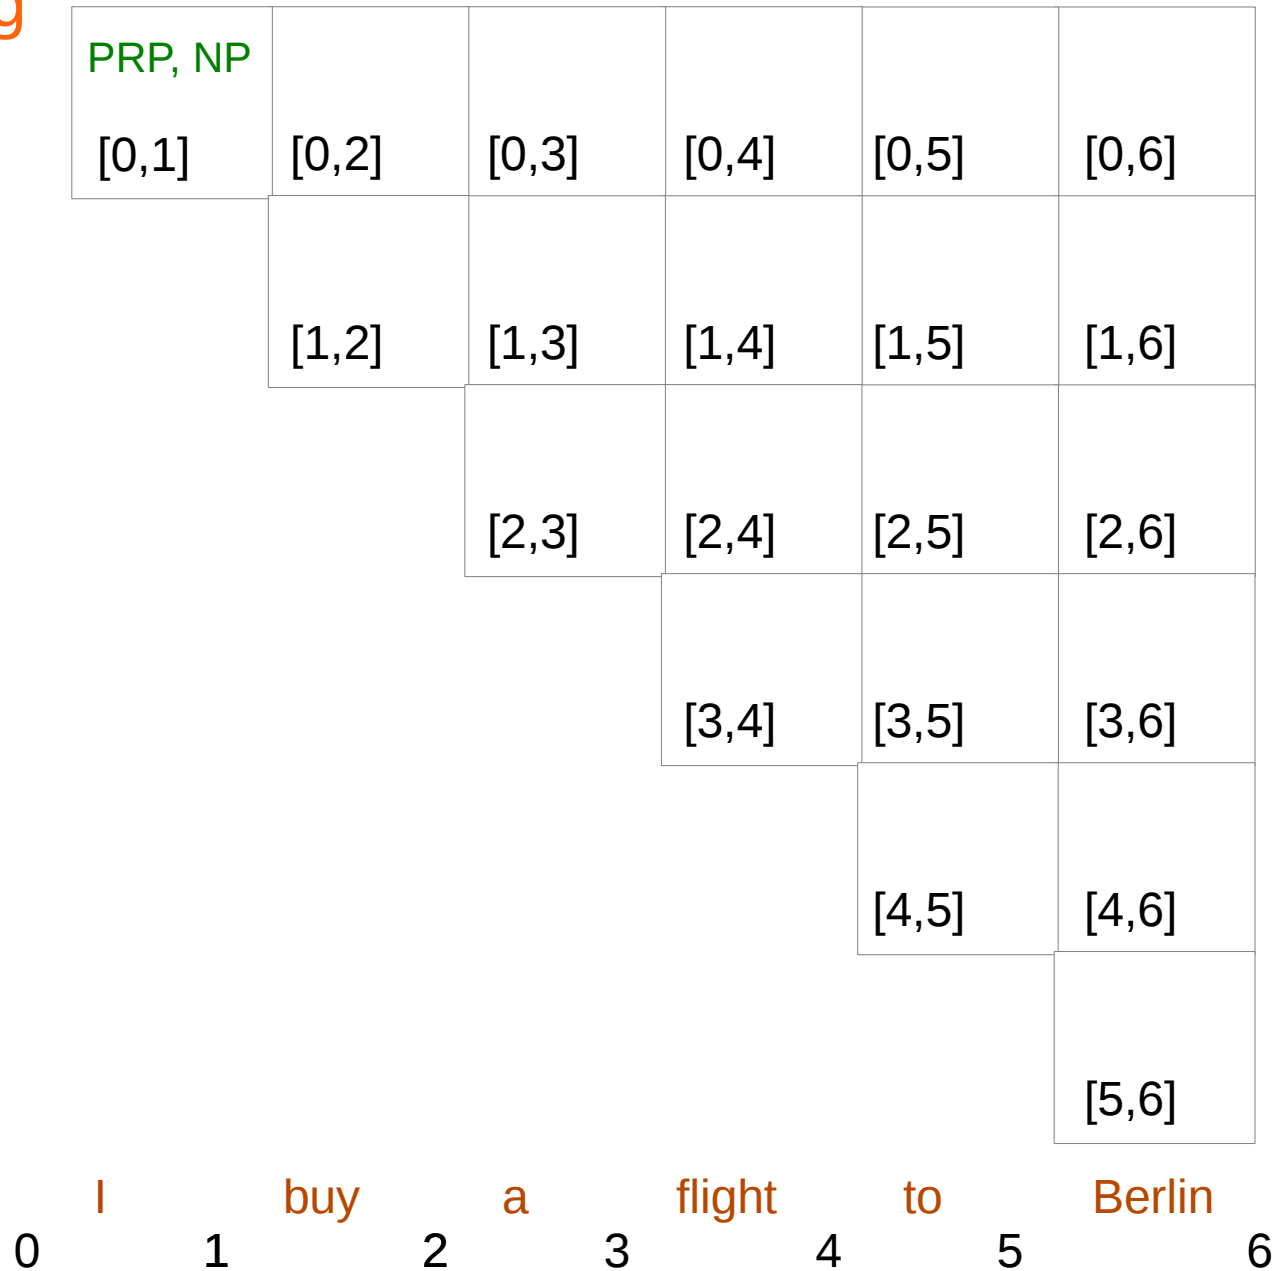 g
PRP, NP
[0,1] [0,2] [0,3] [0,4] [0,5] [0,6]
[1,2] [1,3] [1,4] [1,5] [1,6]
[2,3] [2,4] [2,5] [2,6]
[3,4] [3,5] [3,6]
[4,5] [4,6]
[5,6]
I buy a flight to Berlin
0 1 2 3 4 5 6